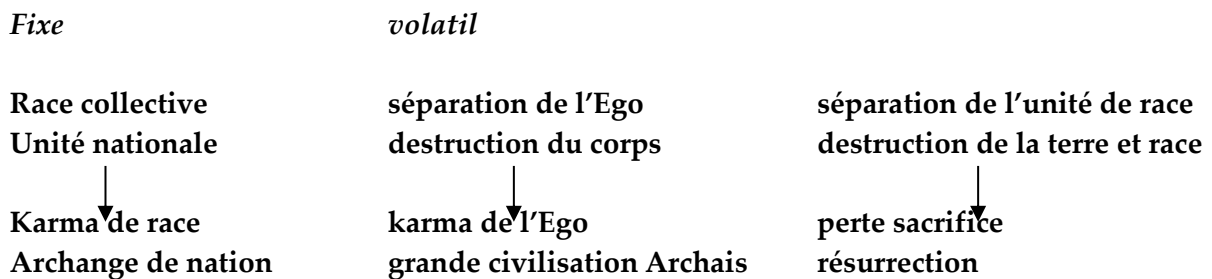 Fixe volatil
Race collective séparation de l’Ego séparation de l’unité de race
Unité nationale destruction du corps destruction de la terre et race
Karma de race karma de l’Ego perte sacrifice
Archange de nation grande civilisation Archais résurrection